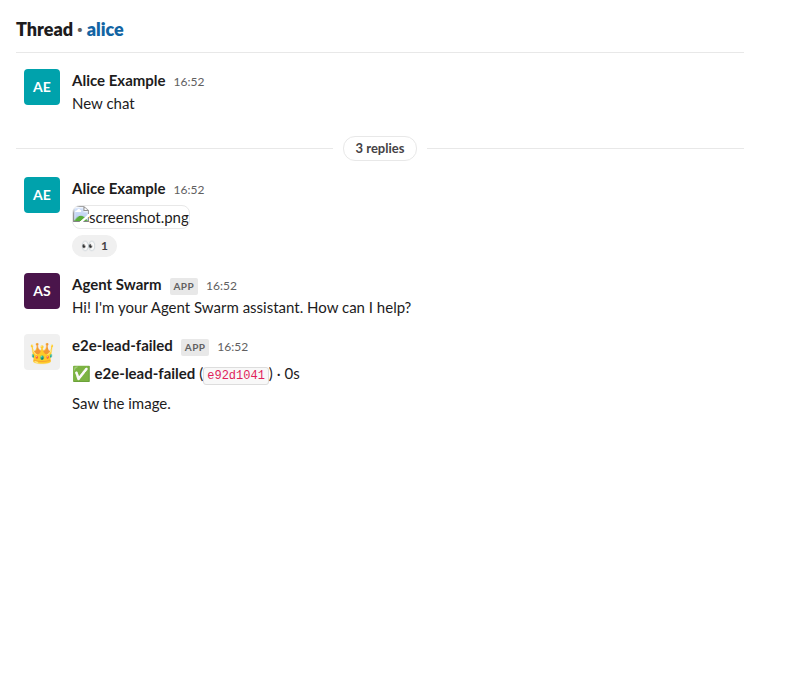 Thread • alice
AE
Alice Example 16:52
New chat
3 replies
AE
Alice Example 16:52
screenshot.png
👀 1
AS
Agent Swarm APP 16:52
Hi! I'm your Agent Swarm assistant. How can I help?
e2e-lead-failed APP 16:52
✅ e2e-lead-failed (e92d1041) · 0s
Saw the image.